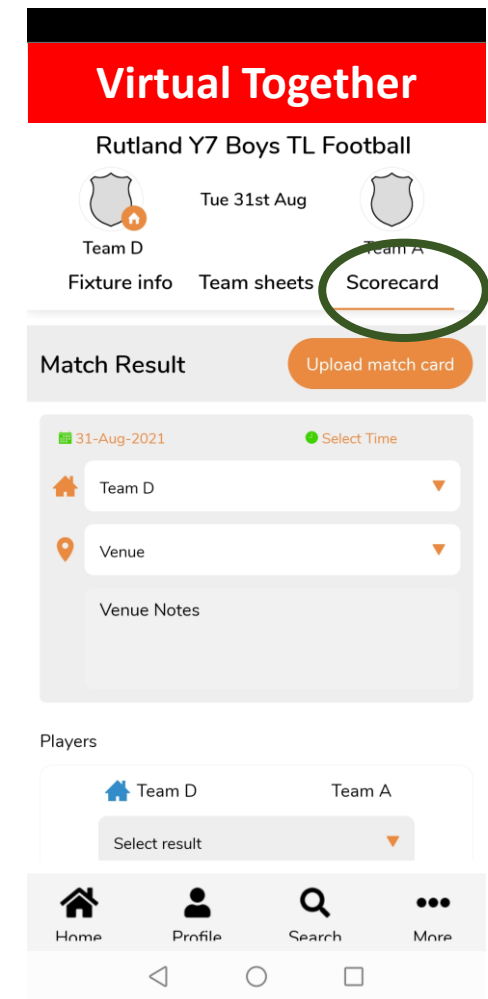 Virtual Together
Rutland Y7 Boys TL Football
Tue 31st Aug
Team D
Team A
Fixture info Team sheets Scorecard
Match Result
Upload match card
31-Aug-2021 Select Time
Team D
Venue
Venue Notes
Players
Team D Team A
Select result
Home Profile Search More